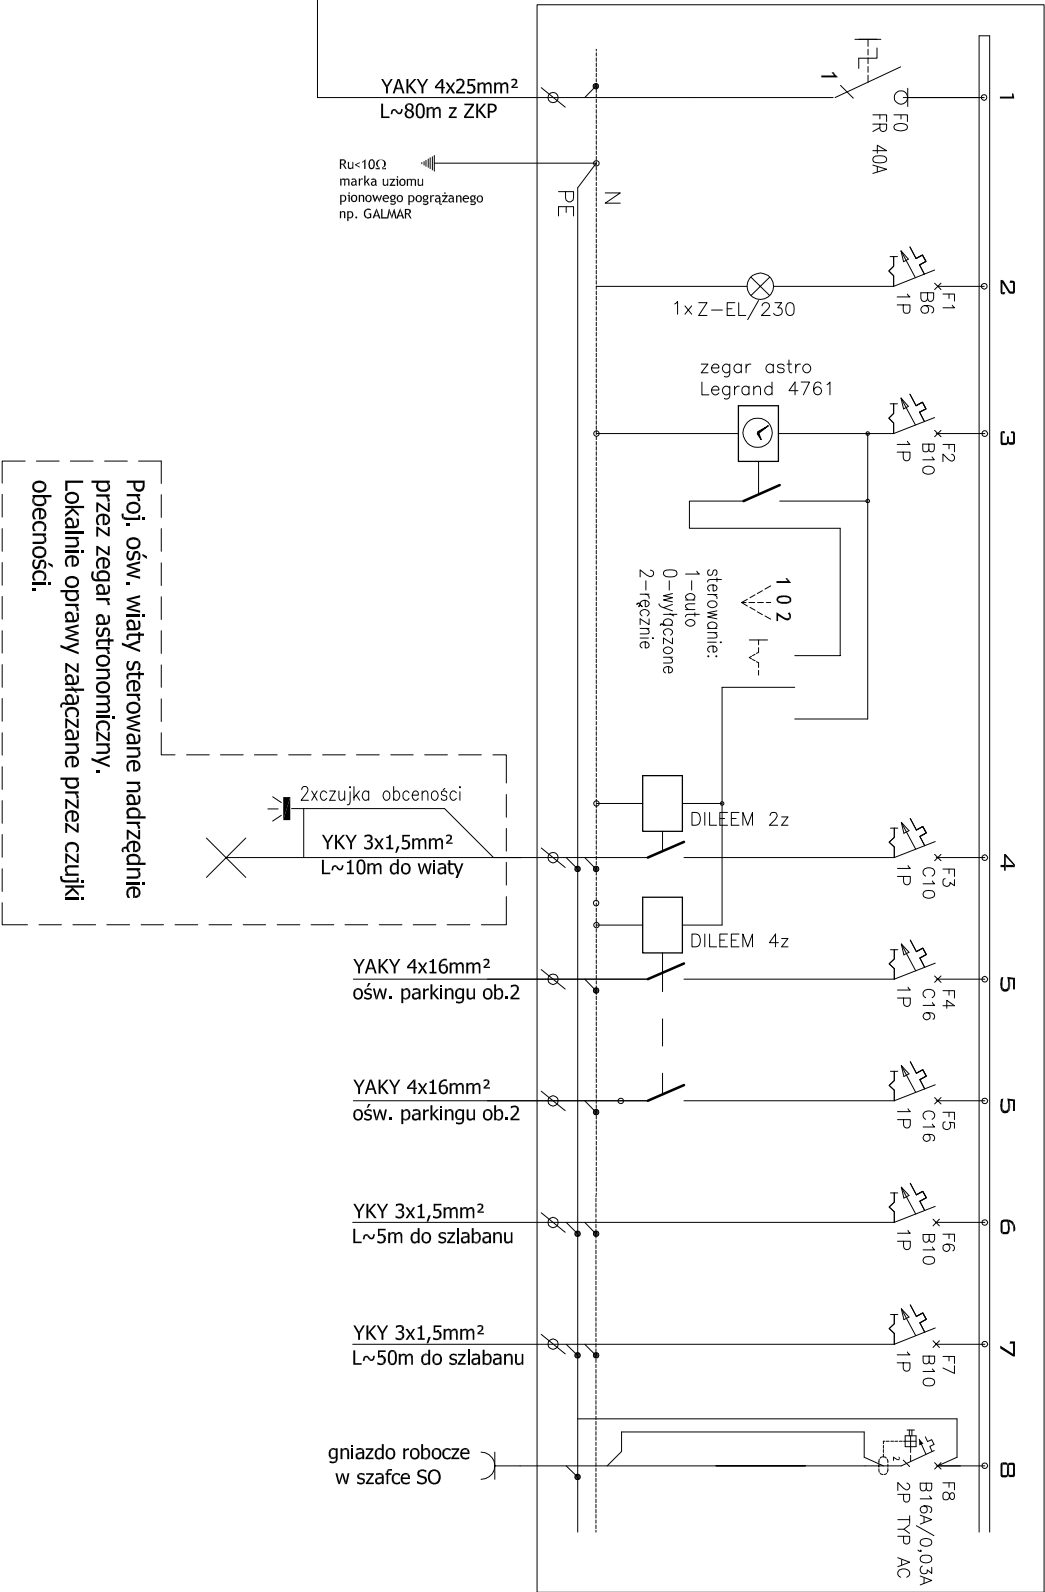 YAKY 4x25mm²
L~80m z ZKP
1
F0
FR 40A
1
Ru<10Ω
marka uziomu
pionowego pogrążanego
np. GALMAR
N
PE
1xZ-EL/230
F1
B6
1P
2
zegar astro
Legrand 4761
F2
B10
1P
3
sterowanie:
1-auto
0-wyłączone
2-ręcznie
1 0 2
Proj. ośw. wiaty sterowane nadrzędnie
przez zegar astronomiczny.
Lokalnie oprawy załączane przez czujki
obecności.
2xczujka obceności
YKY 3x1,5mm²
L~10m do wiaty
DILEEM 2z
F3
C10
1P
4
DILEEM 4z
YAKY 4x16mm²
ośw. parkingu ob.2
F4
C16
1P
5
YAKY 4x16mm²
ośw. parkingu ob.2
F5
C16
1P
5
YKY 3x1,5mm²
L~5m do szlabanu
F6
B10
1P
6
YKY 3x1,5mm²
L~50m do szlabanu
F7
B10
1P
7
gniazdo robocze
w szafce SO
2
F8
B16A/0,03A
2P TYP AC
8